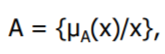 A = {μA(x)/x},